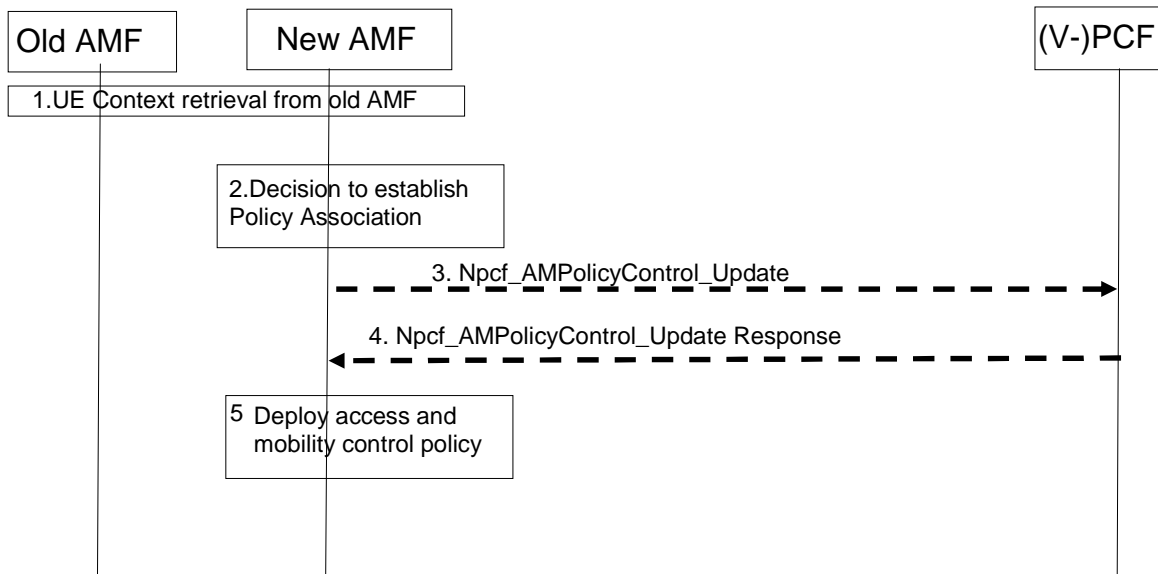 Old AMF
New AMF
(V-)PCF
1.UE Context retrieval from old AMF
2.Decision to establish
Policy Association
3. Npcf_AMPolicyControl_Update
4. Npcf_AMPolicyControl_Update Response
5 Deploy access and
mobility control policy